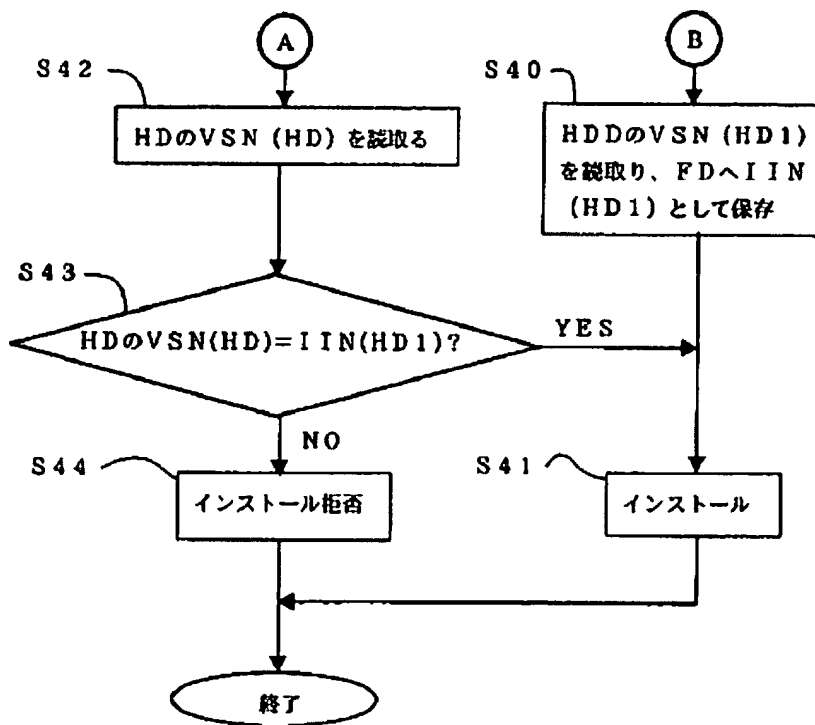 A
B
S42
S40
HDのVSN (HD) を読取る
HDDのVSN (HD1)
を読取り、FDへIIN
(HD1) として保存
S43
HDのVSN(HD)=IIN(HD1)?
YES
NO
S44
S41
インストール拒否
インストール
終了